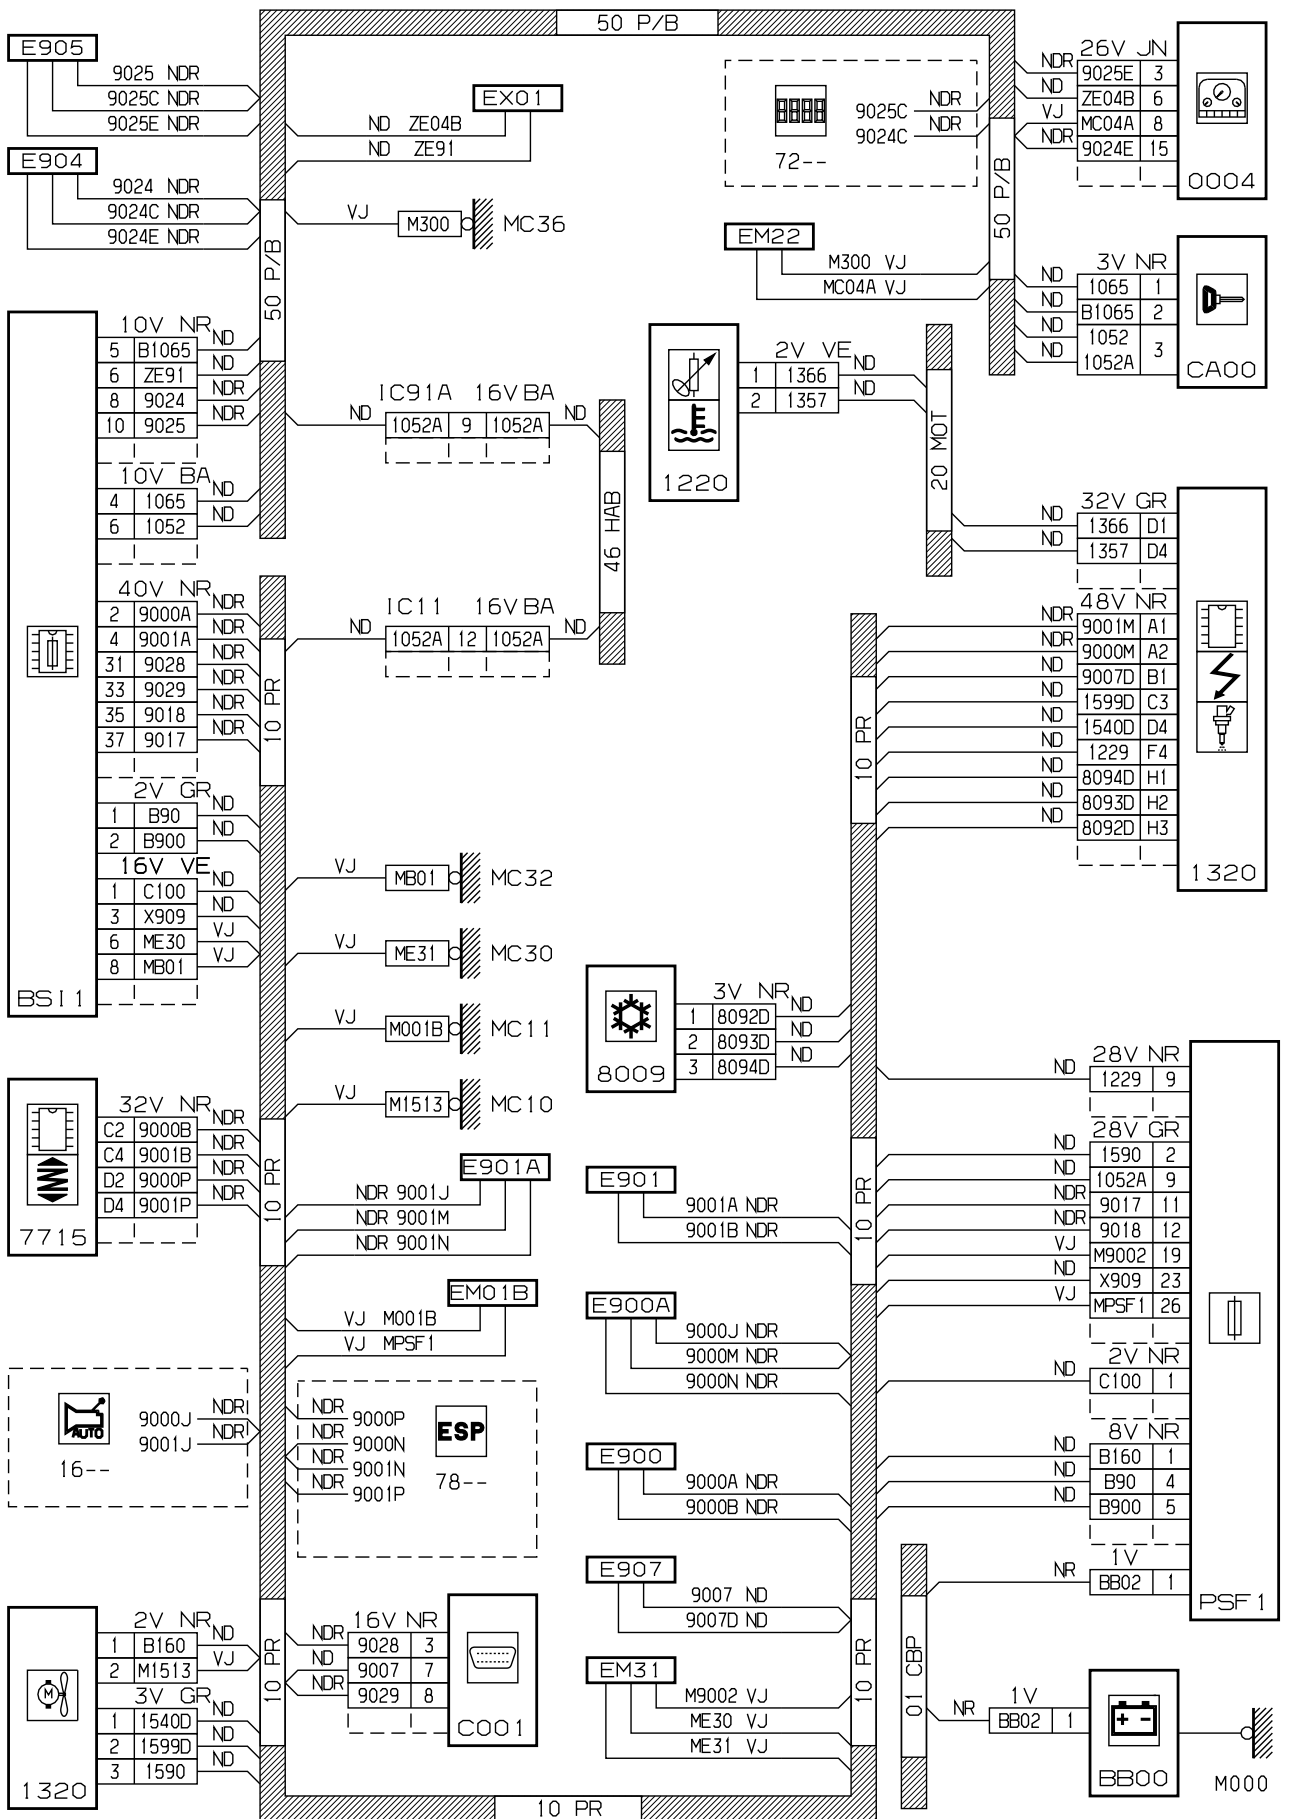 50 P/B
E905
9025 NDR
9025C NDR
9025E NDR
E904
9024 NDR
9024C NDR
9024E NDR
50 P/B
EX01
ND ZE04B
ND ZE91
VJ M300 MC36
72--
9025C NDR
9024C NDR
50 P/B
EM22
M300 VJ
MC04A VJ
26V JN
NDR 9025E 3
ND ZE04B 6
VJ MC04A 8
NDR 9024E 15
0004
3V NR
ND 1065 1
ND B1065 2
ND 1052 3
ND 1052A
CA00
10V NR
5 B1065 ND
6 ZE91 ND
8 9024 NDR
10 9025 NDR
10V BA
4 1065 ND
6 1052 ND
40V NR
2 9000A NDR
4 9001A NDR
31 9028 NDR
33 9029 NDR
35 9018 NDR
37 9017 NDR
2V GR
1 B90 ND
2 B900 ND
16V VE
1 C100 ND
3 X909 ND
6 ME30 VJ
8 MB01 VJ
BSI1
10 PR
IC91A 16V BA
ND 1052A 9 1052A ND
46 HAB
IC11 16V BA
ND 1052A 12 1052A ND
2V VE
1 1366 ND
2 1357 ND
1220
20 MOT
32V GR
ND 1366 D1
ND 1357 D4
48V NR
NDR 9001M A1
NDR 9000M A2
ND 9007D B1
ND 1599D C3
ND 1540D D4
ND 1229 F4
ND 8094D H1
ND 8093D H2
ND 8092D H3
1320
10 PR
VJ MB01 MC32
VJ ME31 MC30
VJ M001B MC11
VJ M1513 MC10
3V NR
1 8092D ND
2 8093D ND
3 8094D ND
8009
32V NR
C2 9000B NDR
C4 9001B NDR
D2 9000P NDR
D4 9001P NDR
7715
10 PR
E901A
NDR 9001J
NDR 9001M
NDR 9001N
EM01B
VJ M001B
VJ MPSF1
E901
9001A NDR
9001B NDR
10 PR
E900A
9000J NDR
9000M NDR
9000N NDR
28V NR
ND 1229 9
28V GR
ND 1590 2
ND 1052A 9
NDR 9017 11
NDR 9018 12
VJ M9002 19
ND X909 23
VJ MPSF1 26
2V NR
ND C100 1
8V NR
ND B160 1
ND B90 4
ND B900 5
1V
NR BB02 1
PSF1
AUTO
16--
9000J NDR
9001J NDR
NDR 9000P
NDR 9000N
NDR 9001N
NDR 9001P
ESP
78--
E900
9000A NDR
9000B NDR
E907
9007 ND
9007D ND
EM31
M9002 VJ
ME30 VJ
ME31 VJ
10 PR
2V NR
1 B160 ND
2 M1513 VJ
3V GR
1 1540D ND
2 1599D ND
3 1590 ND
M
1320
10 PR
16V NR
NDR 9028 3
ND 9007 7
NDR 9029 8
C001
01 CBP
1V
NR BB02 1
+ -
BB00
M000
10 PR